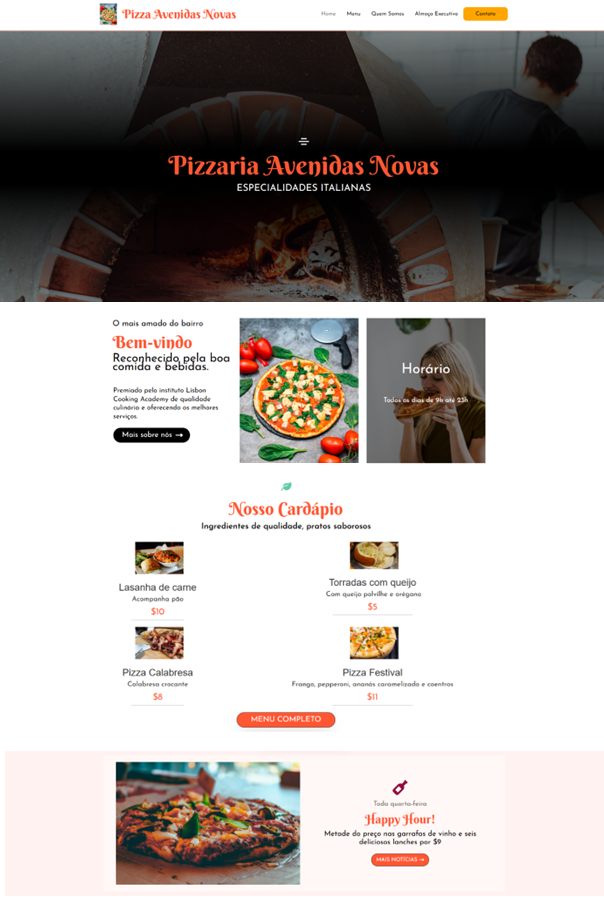 Pizza Avenidas Novas
Home Menu Quem Somos Almoço Executivo Contato
Pizzaria Avenidas Novas
ESPECIALIDADES ITALIANAS
O mais amado do bairro
Bem-vindo
Reconhecido pela boa
comida e bebidas.
Premiado pelo instituto Lisbon
Cooking Academy de qualidade
culinária e oferecendo os melhores
serviços.
Mais sobre nós →
Horário
Todos os dias de 9h até 23h
Nosso Cardápio
Ingredientes de qualidade, pratos saborosos
Lasanha de carne
Acompanha pão
$10
Torradas com queijo
Com queijo polvilho e orégano
$5
Pizza Calabresa
Calabresa crocante
$8
Pizza Festival
Frango, pepperoni, ananás caramelizado e coentros
$11
MENU COMPLETO
Toda quarta-feira
Happy Hour!
Metade do preço nas garrafas de vinho e seis
deliciosos lanches por $9
MAIS NOTÍCIAS →